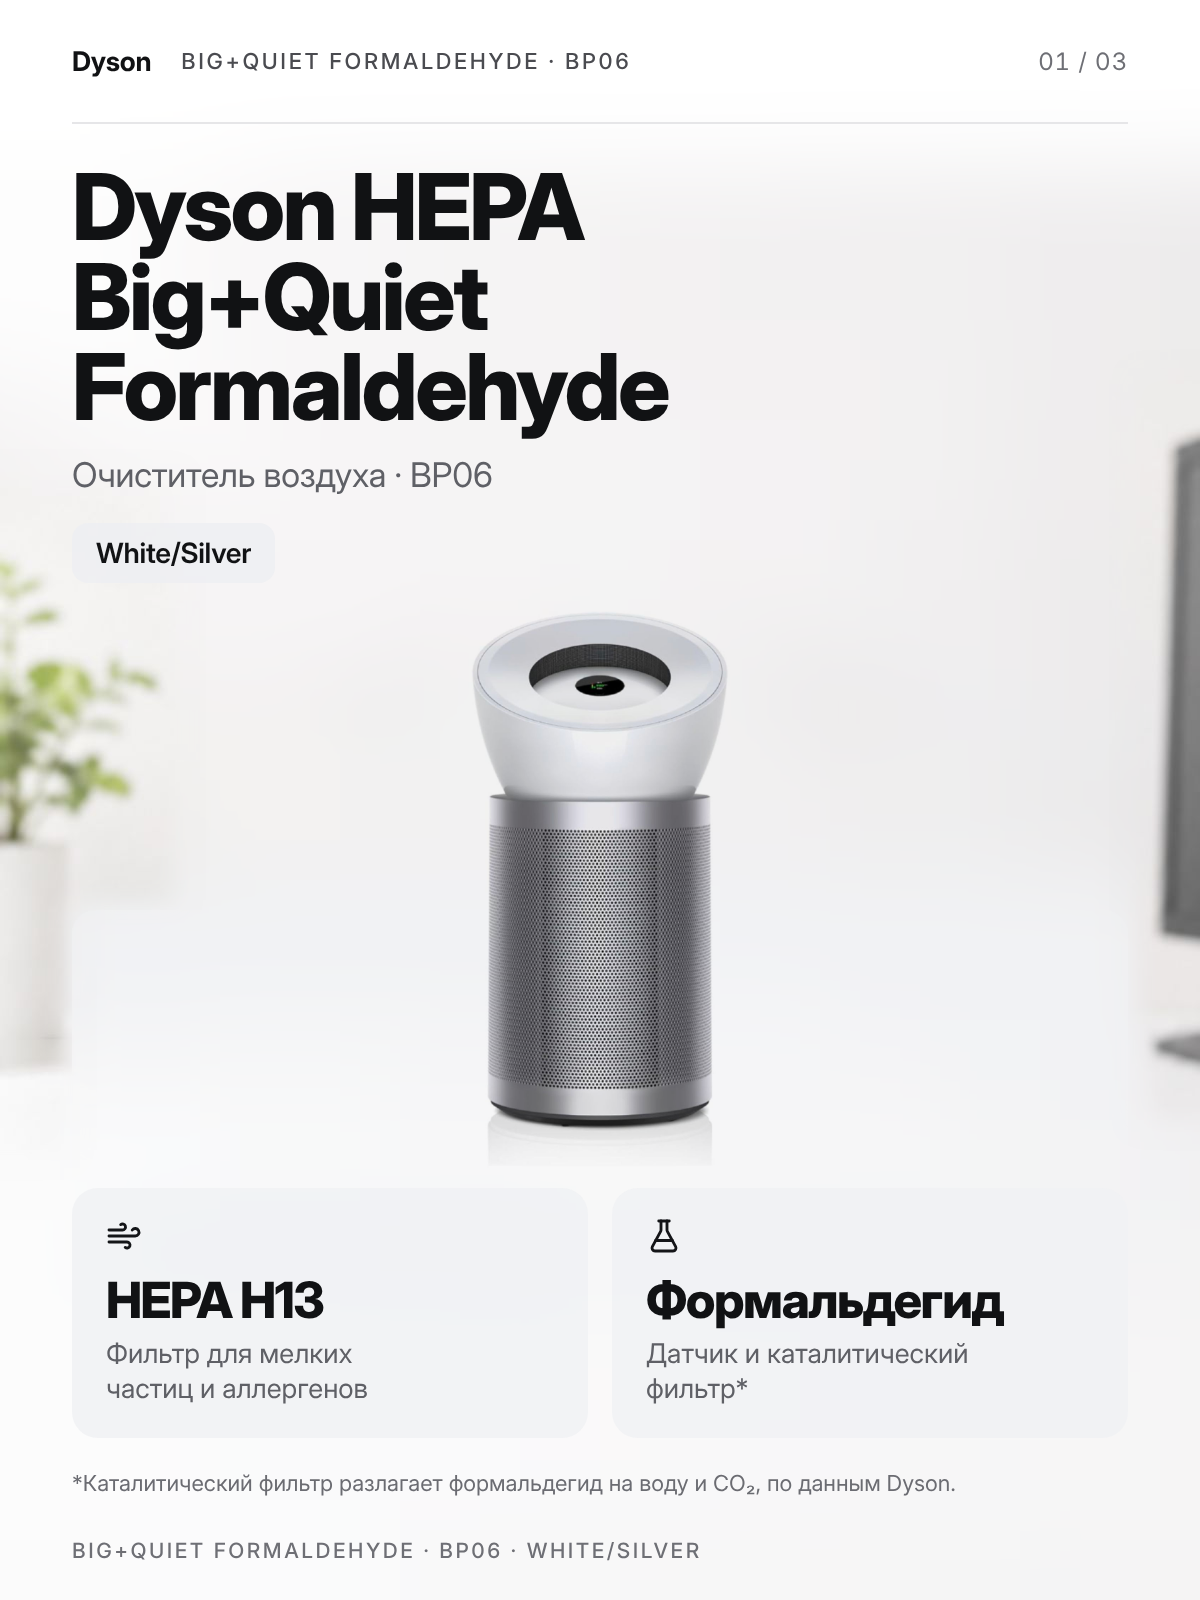 Dyson BIG+QUIET FORMALDEHYDE · BP06 01 / 03
Dyson HEPA
Big+Quiet
Formaldehyde
Очиститель воздуха · BP06
White/Silver
HEPA H13
Фильтр для мелких
частиц и аллергенов
Формальдегид
Датчик и каталитический
фильтр*
*Каталитический фильтр разлагает формальдегид на воду и CO₂, по данным Dyson.
BIG+QUIET FORMALDEHYDE · BP06 · WHITE/SILVER